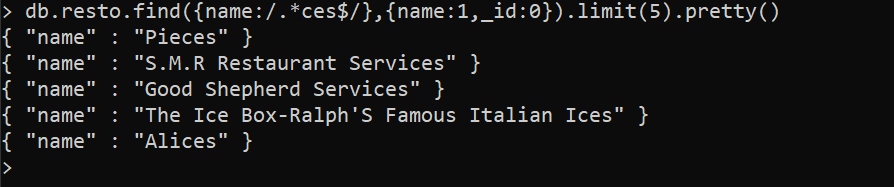 > db.resto.find({name:/.*ces$/},{name:1,_id:0}).limit(5).pretty()
{ "name" : "Pieces" }
{ "name" : "S.M.R Restaurant Services" }
{ "name" : "Good Shepherd Services" }
{ "name" : "The Ice Box-Ralph'S Famous Italian Ices" }
{ "name" : "Alices" }
>